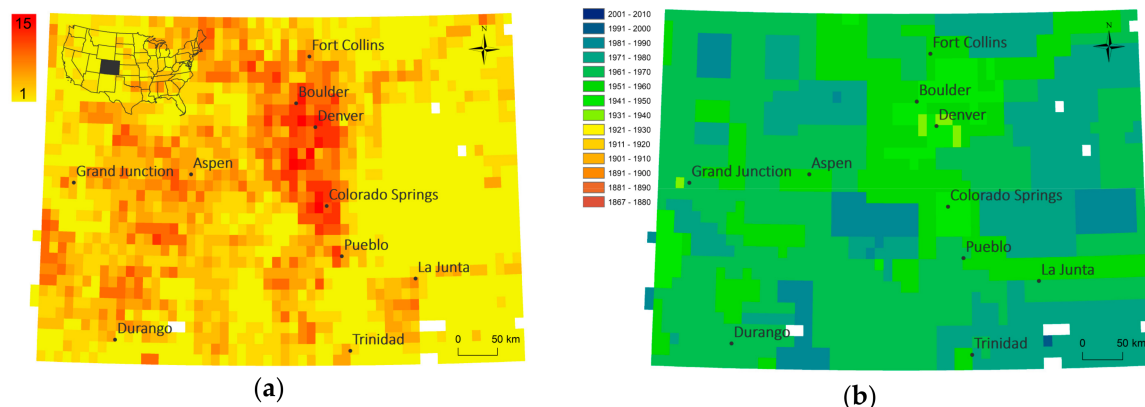 15
1
N
Fort Collins
Boulder
Denver
Aspen
Grand Junction
Colorado Springs
Pueblo
La Junta
Durango
Trinidad
0 50 km
(a)
2001 - 2010
1991 - 2000
1981 - 1990
1971 - 1980
1961 - 1970
1951 - 1960
1941 - 1950
1931 - 1940
1921 - 1930
1911 - 1920
1901 - 1910
1891 - 1900
1881 - 1890
1867 - 1880
N
Fort Collins
Boulder
Denver
Aspen
Grand Junction
Colorado Springs
Pueblo
La Junta
Durango
Trinidad
0 50 km
(b)